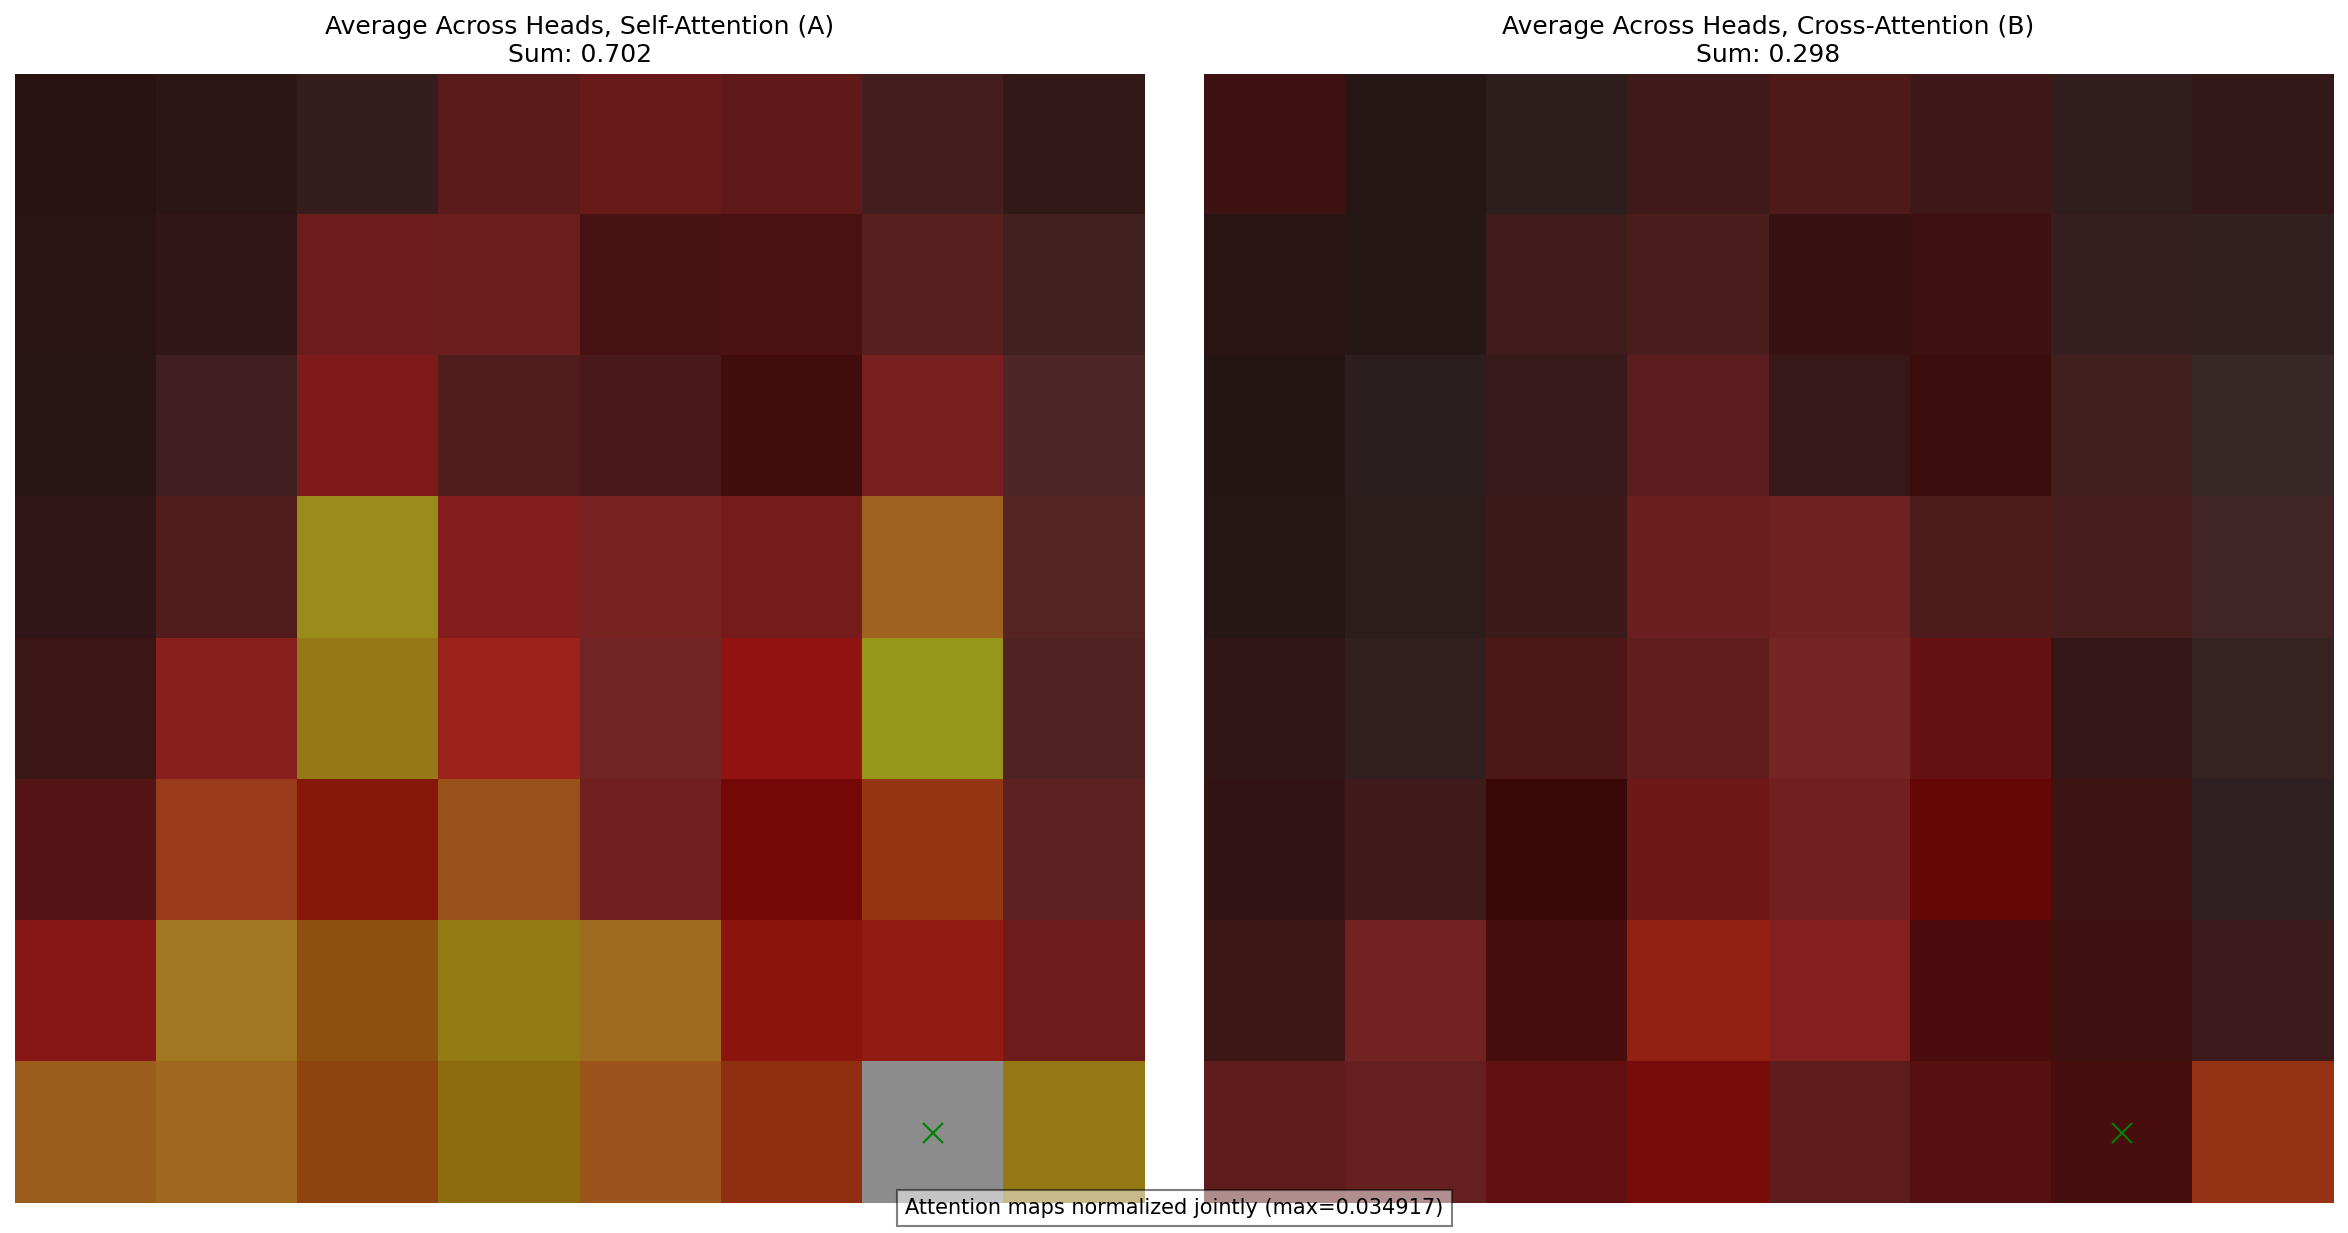 Average Across Heads, Self-Attention (A)
Sum: 0.702
Average Across Heads, Cross-Attention (B)
Sum: 0.298
Attention maps normalized jointly (max=0.034917)